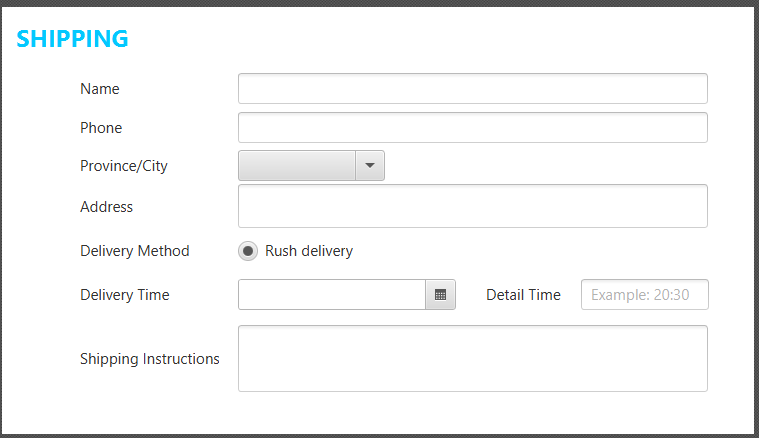 SHIPPING
Name
Phone
Province/City
Address
Delivery Method Rush delivery
Delivery Time Detail Time Example: 20:30
Shipping Instructions